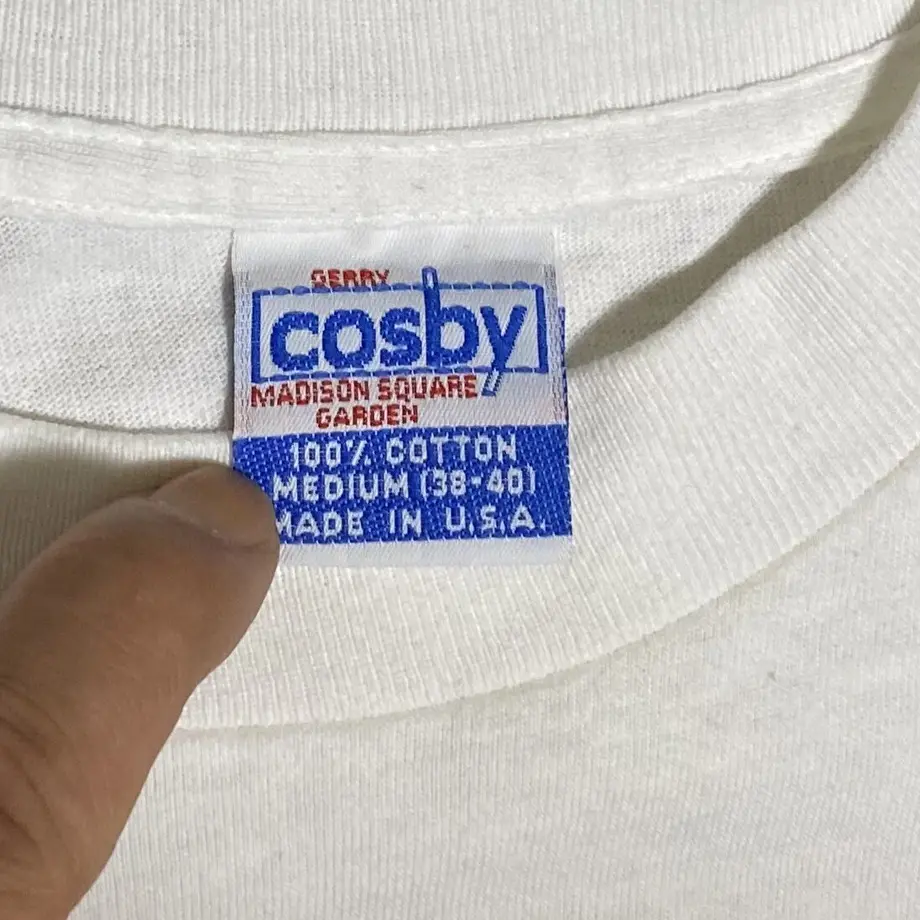 GERRY
cosby
MADISON SQUARE
GARDEN
100% COTTON
MEDIUM (38-40)
MADE IN U.S.A.